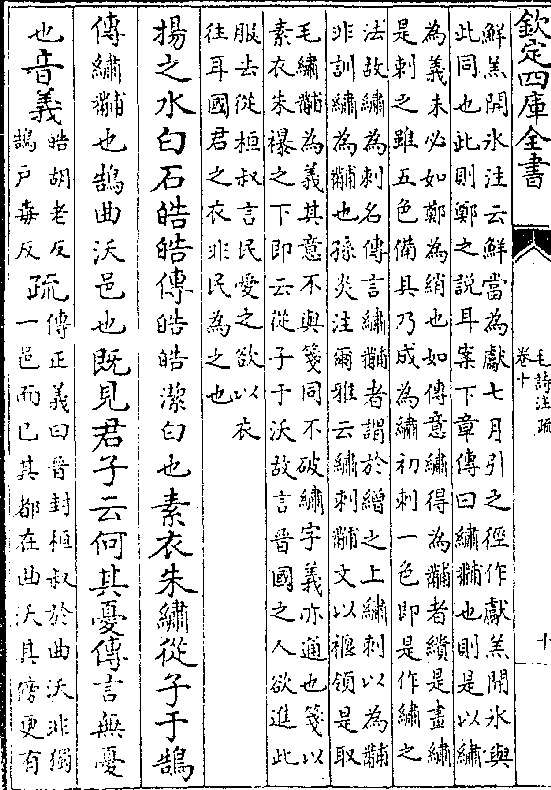 欽定四庫全書
毛詩注疏
卷十
十
鮮羔開氷注云鮮當為獻七月引之徑作獻羔開氷與
此同也此則鄭之說耳案下章傳曰繡黼也則是以繡
為義未必如鄭為綃也如傳意繡得為黼者繢是畫繡
是刺之雖五色備具乃成為繡初刺一色即是作繡之
法故繡為刺名傳言繡黼者謂於繒之上繡刺以為黼
非訓繡為黼也孫炎注爾雅云繡刺黼文以褗領是取
毛繡黼為義其意不與箋同不破繡字義亦通也箋以
素衣朱襮之下即云從子于沃故言晉國之人欲進此
服去從桓叔言民愛之欲以衣
往耳國君之衣非民為之也
揚之水白石皓皓傳皓皓潔白也素衣朱繡從子于鵠
傳繡黼也鵠曲沃邑也既見君子云何其憂傳言無憂
也音義
皓胡老反
鵠户毒反
疏
傳正義曰晉封桓叔於曲沃非獨
一邑而已其都在曲沃其傍更有